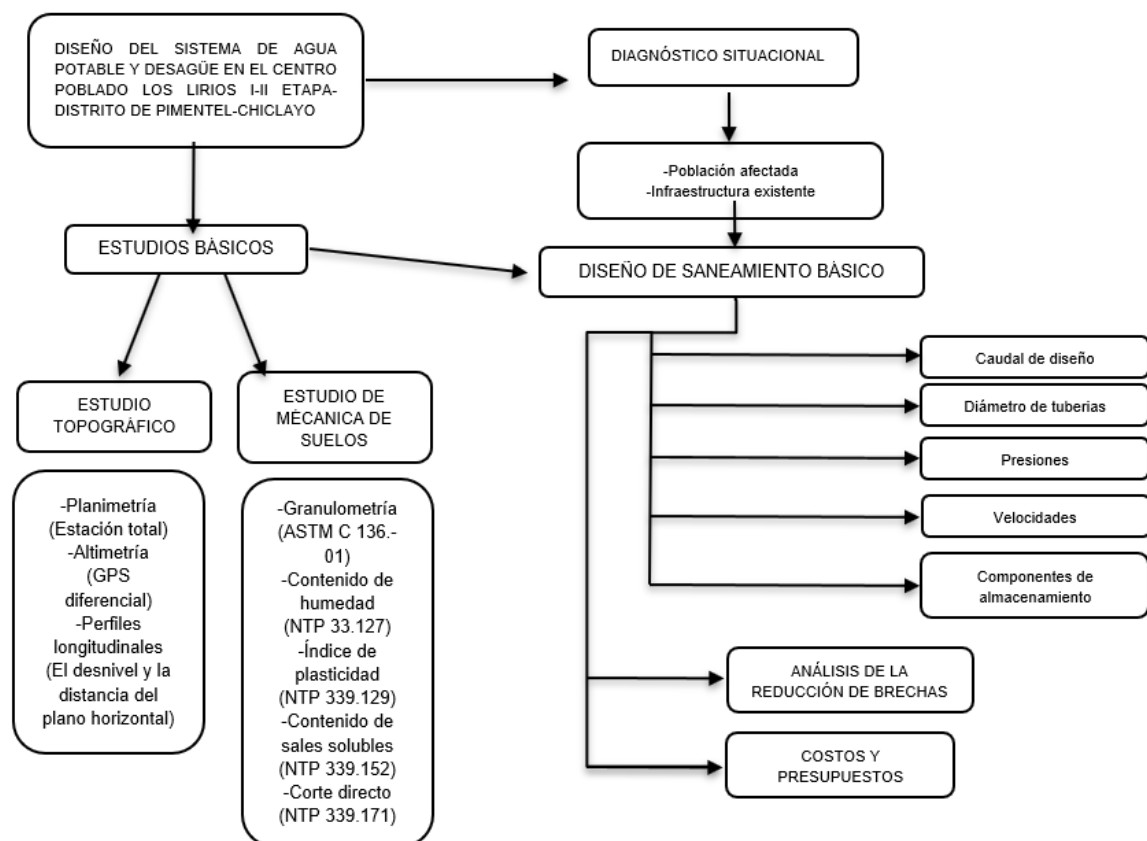 DISEÑO DEL SISTEMA DE AGUA
POTABLE Y DESAGÜE EN EL CENTRO
POBLADO LOS LIRIOS I-II ETAPA-
DISTRITO DE PIMENTEL-CHICLAYO
DIAGNÓSTICO SITUACIONAL
-Población afectada
-Infraestructura existente
ESTUDIOS BÀSICOS
DISEÑO DE SANEAMIENTO BÀSICO
ESTUDIO
TOPOGRÁFICO
ESTUDIO DE
MÉCANICA DE
SUELOS
-Planimetría
(Estación total)
-Altimetría
(GPS
diferencial)
-Perfiles
longitudinales
(El desnivel y la
distancia del
plano horizontal)
-Granulometría
(ASTM C 136.-
01)
-Contenido de
humedad
(NTP 33.127)
-Índice de
plasticidad
(NTP 339.129)
-Contenido de
sales solubles
(NTP 339.152)
-Corte directo
(NTP 339.171)
Caudal de diseño
Diámetro de tuberias
Presiones
Velocidades
Componentes de
almacenamiento
ANÁLISIS DE LA
REDUCCIÓN DE BRECHAS
COSTOS Y
PRESUPUESTOS